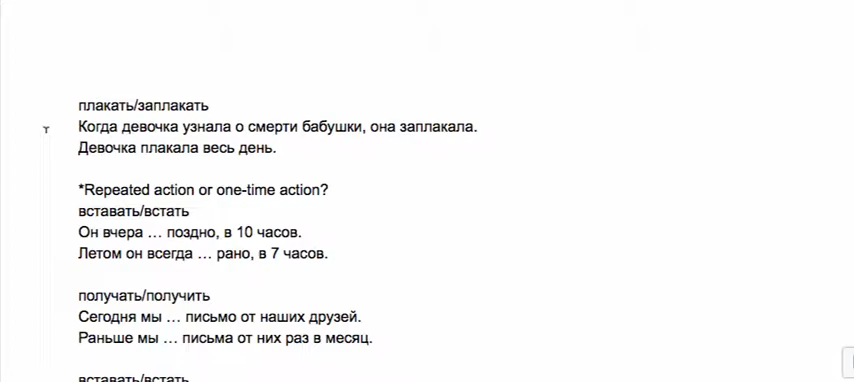 плакать/заплакать
Когда девочка узнала о смерти бабушки, она заплакала.
Девочка плакала весь день.
*Repeated action or one-time action?
вставать/встать
Он вчера … поздно, в 10 часов.
Летом он всегда … рано, в 7 часов.
получать/получить
Сегодня мы … письмо от наших друзей.
Раньше мы … письма от них раз в месяц.
вставать/встать